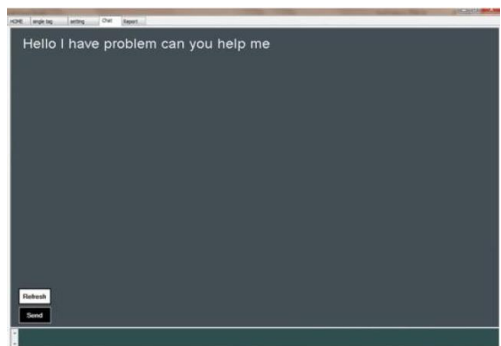 HOME single tag setting Chat Report
Hello I have problem can you help me
Refresh
Send